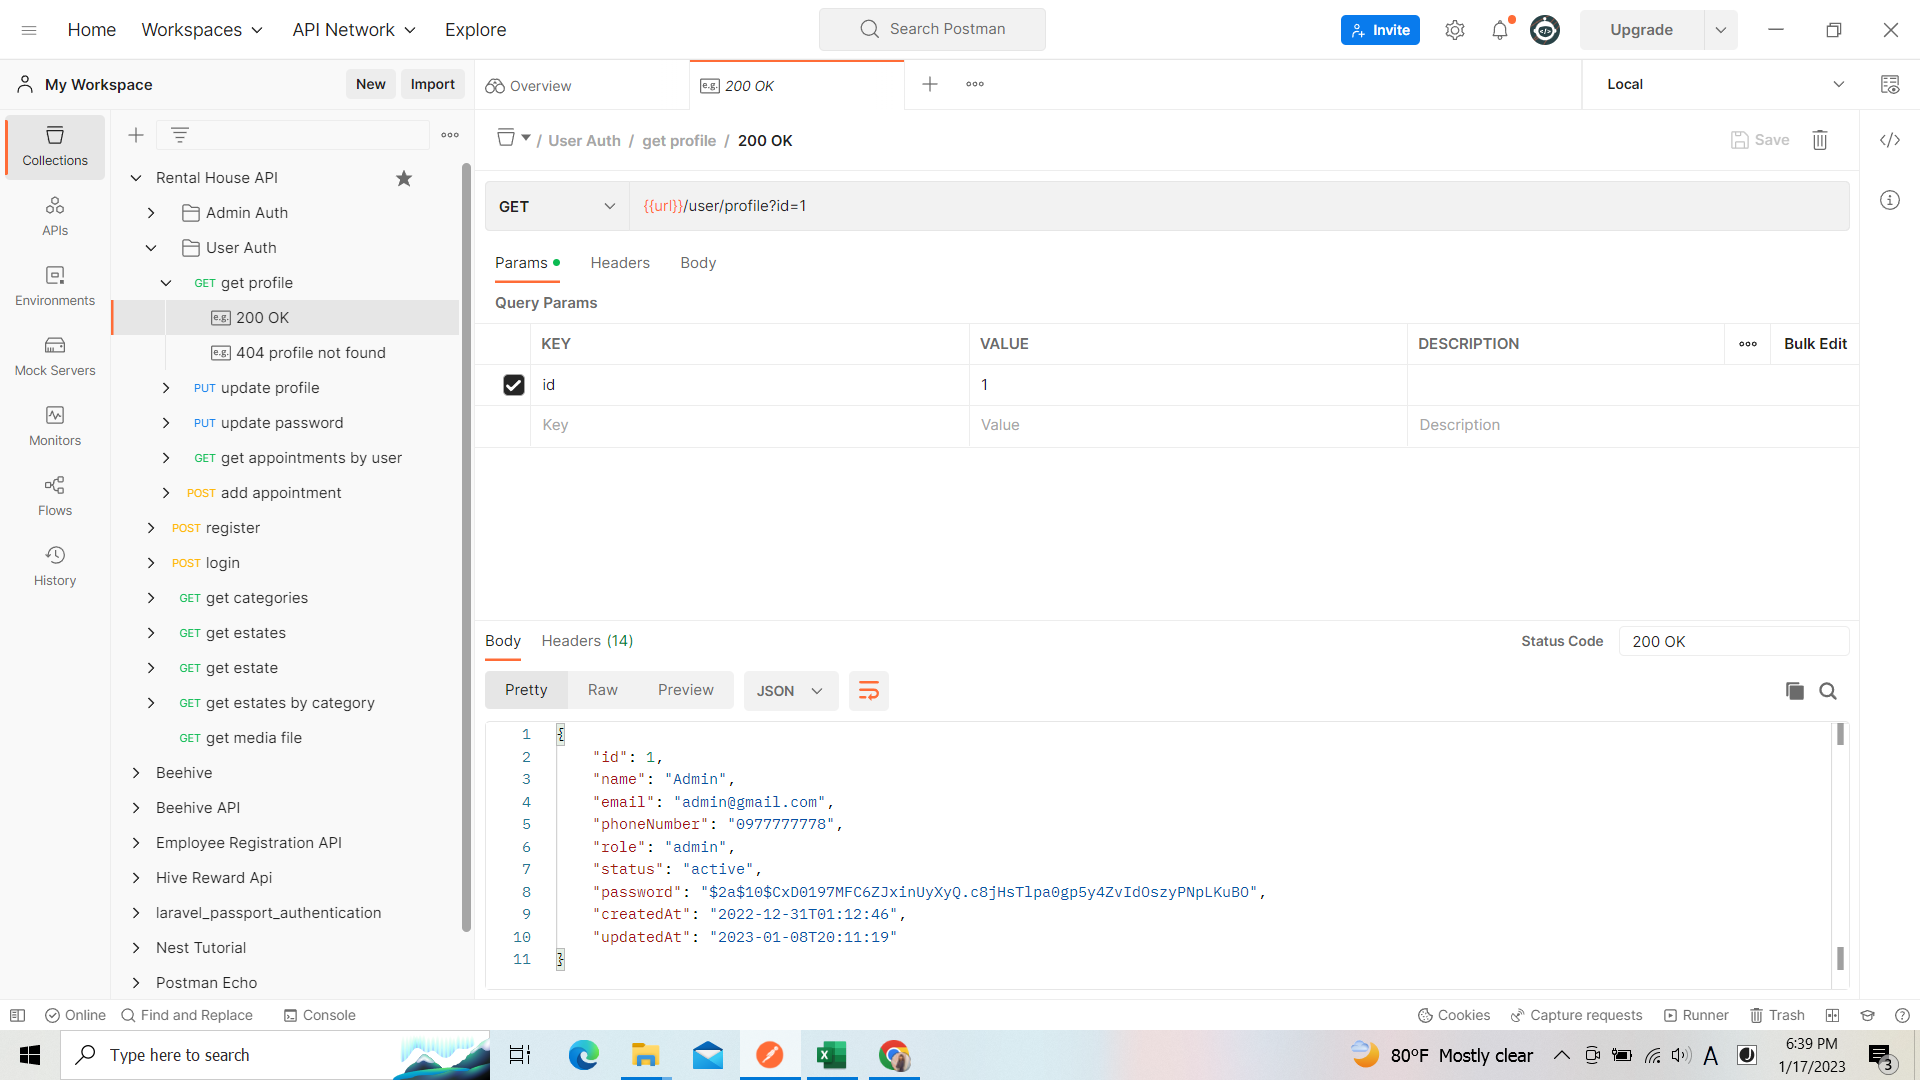 Home Workspaces API Network Explore Search Postman Invite Upgrade
My Workspace New Import Overview e.g. 200 OK Local
Collections
APIs
Environments
Mock Servers
Monitors
Flows
History
Rental House API
Admin Auth
User Auth
GET get profile
e.g. 200 OK
e.g. 404 profile not found
PUT update profile
PUT update password
GET get appointments by user
POST add appointment
POST register
POST login
GET get categories
GET get estates
GET get estate
GET get estates by category
GET get media file
Beehive
Beehive API
Employee Registration API
Hive Reward Api
laravel_passport_authentication
Nest Tutorial
Postman Echo
/ User Auth / get profile / 200 OK Save
GET {{url}}/user/profile?id=1
Params Headers Body
Query Params
KEY VALUE DESCRIPTION Bulk Edit
id 1
Key Value Description
Body Headers (14) Status Code 200 OK
Pretty Raw Preview JSON
1 {
2 "id": 1,
3 "name": "Admin",
4 "email": "admin@gmail.com",
5 "phoneNumber": "0977777778",
6 "role": "admin",
7 "status": "active",
8 "password": "$2a$10$CxD0197MFC6ZJxinUyXyQ.c8jHsTlpa0gp5y4ZvIdOszyPNpLKuBO",
9 "createdAt": "2022-12-31T01:12:46",
10 "updatedAt": "2023-01-08T20:11:19"
11 }
Online Find and Replace Console Cookies Capture requests Runner Trash
Type here to search 80°F Mostly clear A 6:39 PM
1/17/2023 3